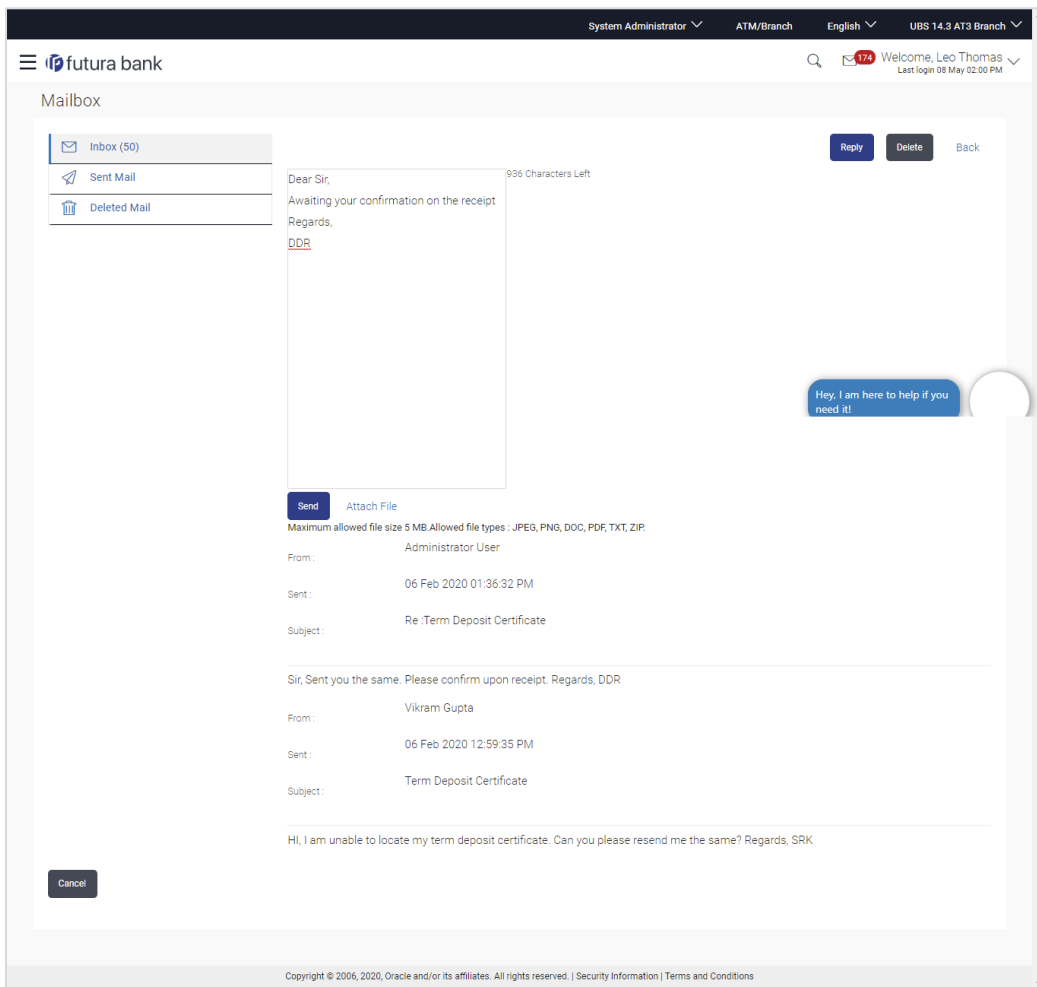 System Administrator ATM/Branch English UBS 14.3 AT3 Branch
futura bank 174 Welcome, Leo Thomas
Last login 08 May 02:00 PM
Mailbox
Inbox (50)
Sent Mail
Deleted Mail
Reply Delete Back
Dear Sir,
Awaiting your confirmation on the receipt
Regards,
DDR
936 Characters Left
Hey, I am here to help if you
need it!
Send Attach File
Maximum allowed file size 5 MB.Allowed file types : JPEG, PNG, DOC, PDF, TXT, ZIP.
From : Administrator User
Sent : 06 Feb 2020 01:36:32 PM
Subject : Re :Term Deposit Certificate
Sir, Sent you the same. Please confirm upon receipt. Regards, DDR
From : Vikram Gupta
Sent : 06 Feb 2020 12:59:35 PM
Subject : Term Deposit Certificate
HI, I am unable to locate my term deposit certificate. Can you please resend me the same? Regards, SRK
Cancel
Copyright © 2006, 2020, Oracle and/or its affiliates. All rights reserved. | Security Information | Terms and Conditions